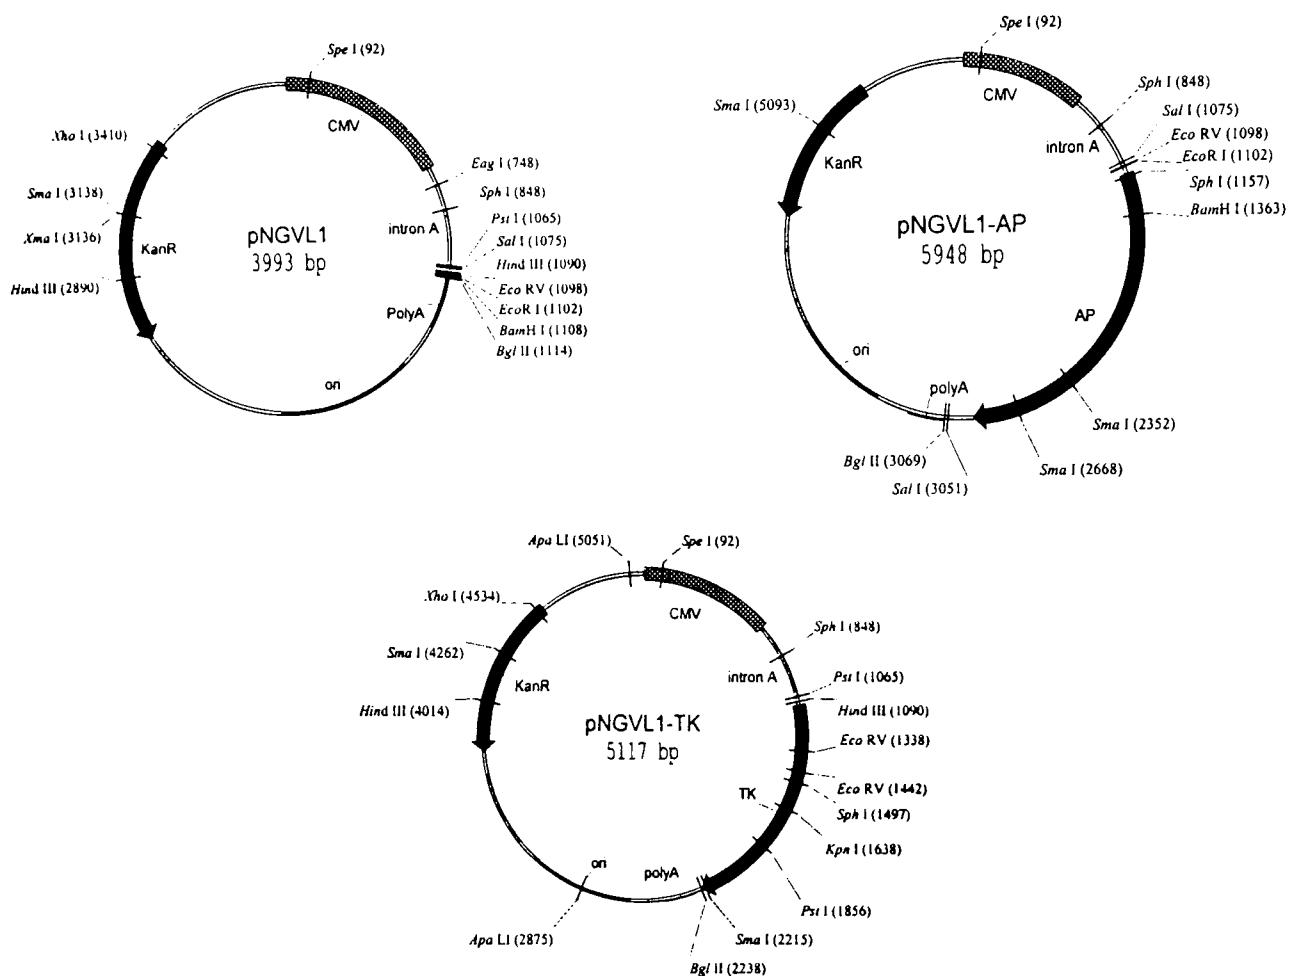 Spe I (92)
CMV
Xho I (3410)
Eag I (748)
Sph I (848)
Sma I (3138)
Pst I (1065)
intron A
Sal I (1075)
Xma I (3136)
KanR
pNGVL1
3993 bp
Hind III (1090)
Eco RV (1098)
Hind III (2890)
PolyA
EcoR I (1102)
BamH I (1108)
Bgl II (1114)
ori
Spe I (92)
CMV
Sma I (5093)
Sph I (848)
Sal I (1075)
Eco RV (1098)
intron A
EcoR I (1102)
KanR
Sph I (1157)
BamH I (1363)
pNGVL1-AP
5948 bp
AP
ori
polyA
Sma I (2352)
Bgl II (3069)
Sma I (2668)
Sal I (3051)
Apa LI (5051)
Spe I (92)
Xho I (4534)
CMV
Sph I (848)
Sma I (4262)
intron A
Pst I (1065)
KanR
Hind III (4014)
Hind III (1090)
pNGVL1-TK
5117 bp
Eco RV (1338)
Eco RV (1442)
TK
Sph I (1497)
Kpn I (1638)
ori
polyA
Pst I (1856)
Apa LI (2875)
Sma I (2215)
Bgl II (2238)